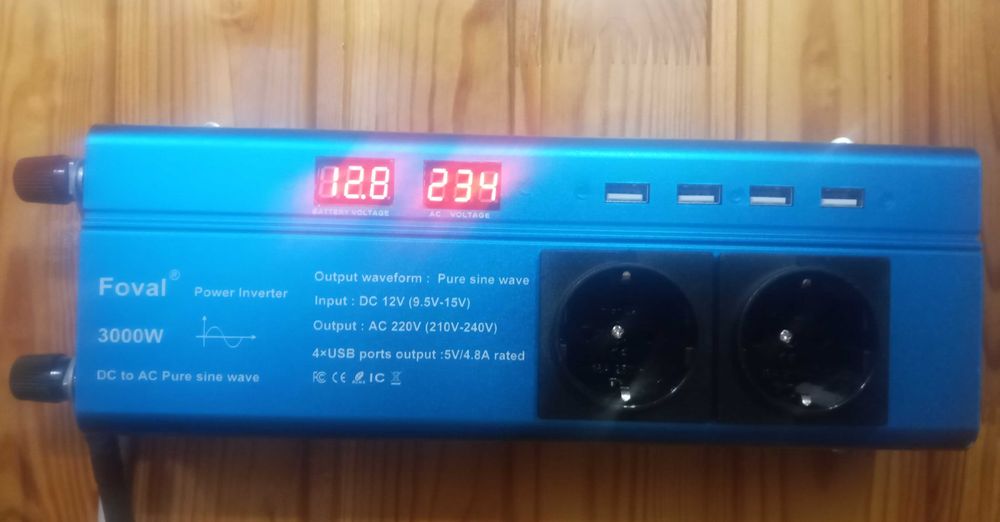 12.8 234
BATTERY VOLTAGE AC VOLTAGE
Foval® Power Inverter
3000W
DC to AC Pure sine wave
Output waveform : Pure sine wave
Input : DC 12V (9.5V-15V)
Output : AC 220V (210V-240V)
4×USB ports output :5V/4.8A rated
FC CE IC